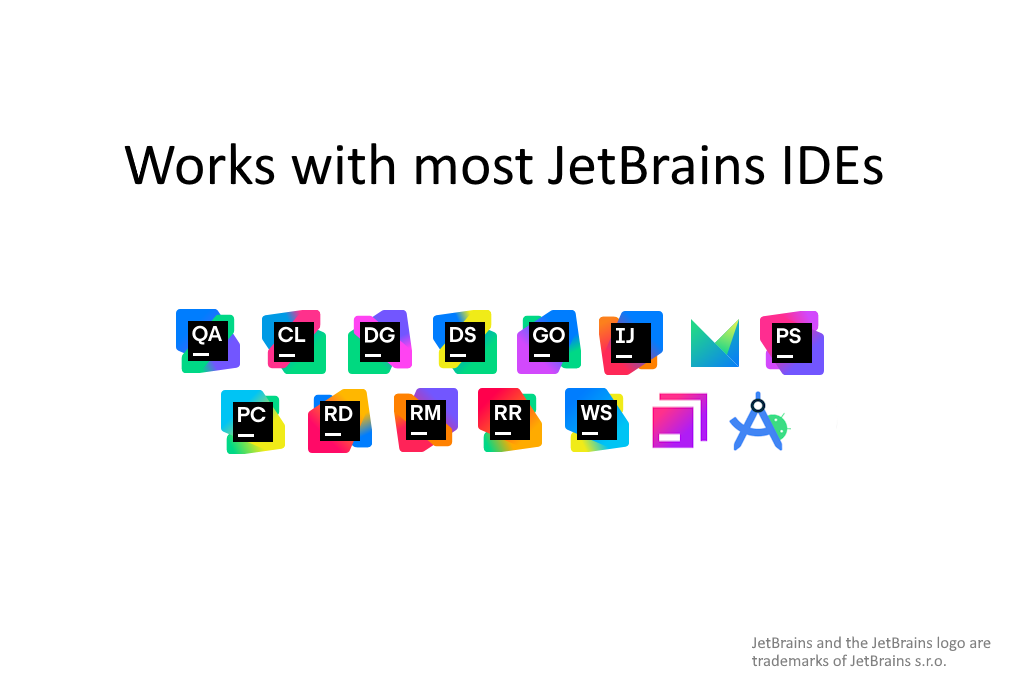 Works with most JetBrains IDEs
QA CL DG DS GO IJ PS
PC RD RM RR WS
JetBrains and the JetBrains logo are
trademarks of JetBrains s.r.o.